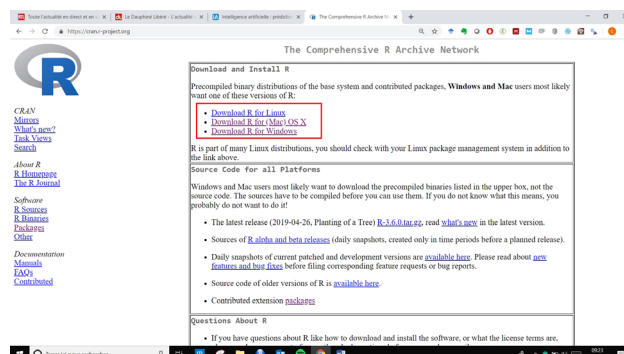 Toute l'actualité en direct et en
Le Dauphiné Libéré - L'actualité
Intelligence artificielle : prédictio
The Comprehensive R Archive N
https://cran.r-project.org
The Comprehensive R Archive Network
R
CRAN
Mirrors
What's new?
Task Views
Search
About R
R Homepage
The R Journal
Software
R Sources
R Binaries
Packages
Other
Documentation
Manuals
FAQs
Contributed
Download and Install R
Precompiled binary distributions of the base system and contributed packages, Windows and Mac users most likely
want one of these versions of R:
• Download R for Linux
• Download R for (Mac) OS X
• Download R for Windows
R is part of many Linux distributions, you should check with your Linux package management system in addition to
the link above.
Source Code for all Platforms
Windows and Mac users most likely want to download the precompiled binaries listed in the upper box, not the
source code. The sources have to be compiled before you can use them. If you do not know what this means, you
probably do not want to do it!
• The latest release (2019-04-26, Planting of a Tree) R-3.6.0.tar.gz, read what's new in the latest version.
• Sources of R alpha and beta releases (daily snapshots, created only in time periods before a planned release).
• Daily snapshots of current patched and development versions are available here. Please read about new
features and bug fixes before filing corresponding feature requests or bug reports.
• Source code of older versions of R is available here.
• Contributed extension packages
Questions About R
• If you have questions about R like how to download and install the software, or what the license terms are,
09:23